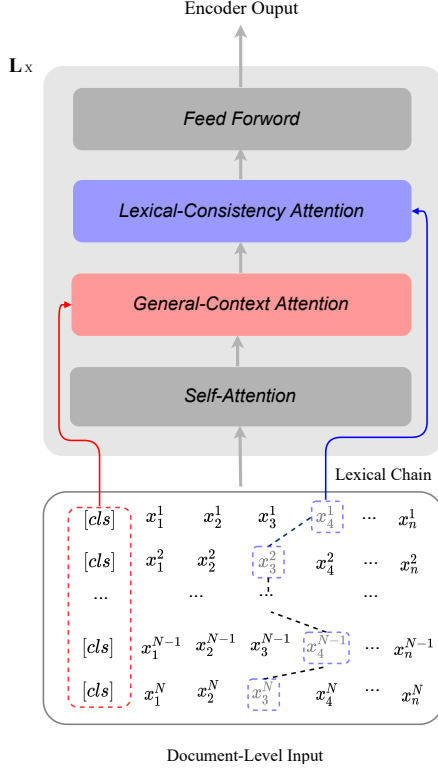 Encoder Ouput
L x
Feed Forword
Lexical-Consistency Attention
General-Context Attention
Self-Attention
Lexical Chain
[cls] x_1^1 x_2^1 x_3^1 x_4^1 ... x_n^1
[cls] x_1^2 x_2^2 x_3^2 x_4^2 ... x_n^2
... ... ... ...
[cls] x_1^{N-1} x_2^{N-1} x_3^{N-1} x_4^{N-1} ... x_n^{N-1}
[cls] x_1^N x_2^N x_3^N x_4^N ... x_n^N
Document-Level Input